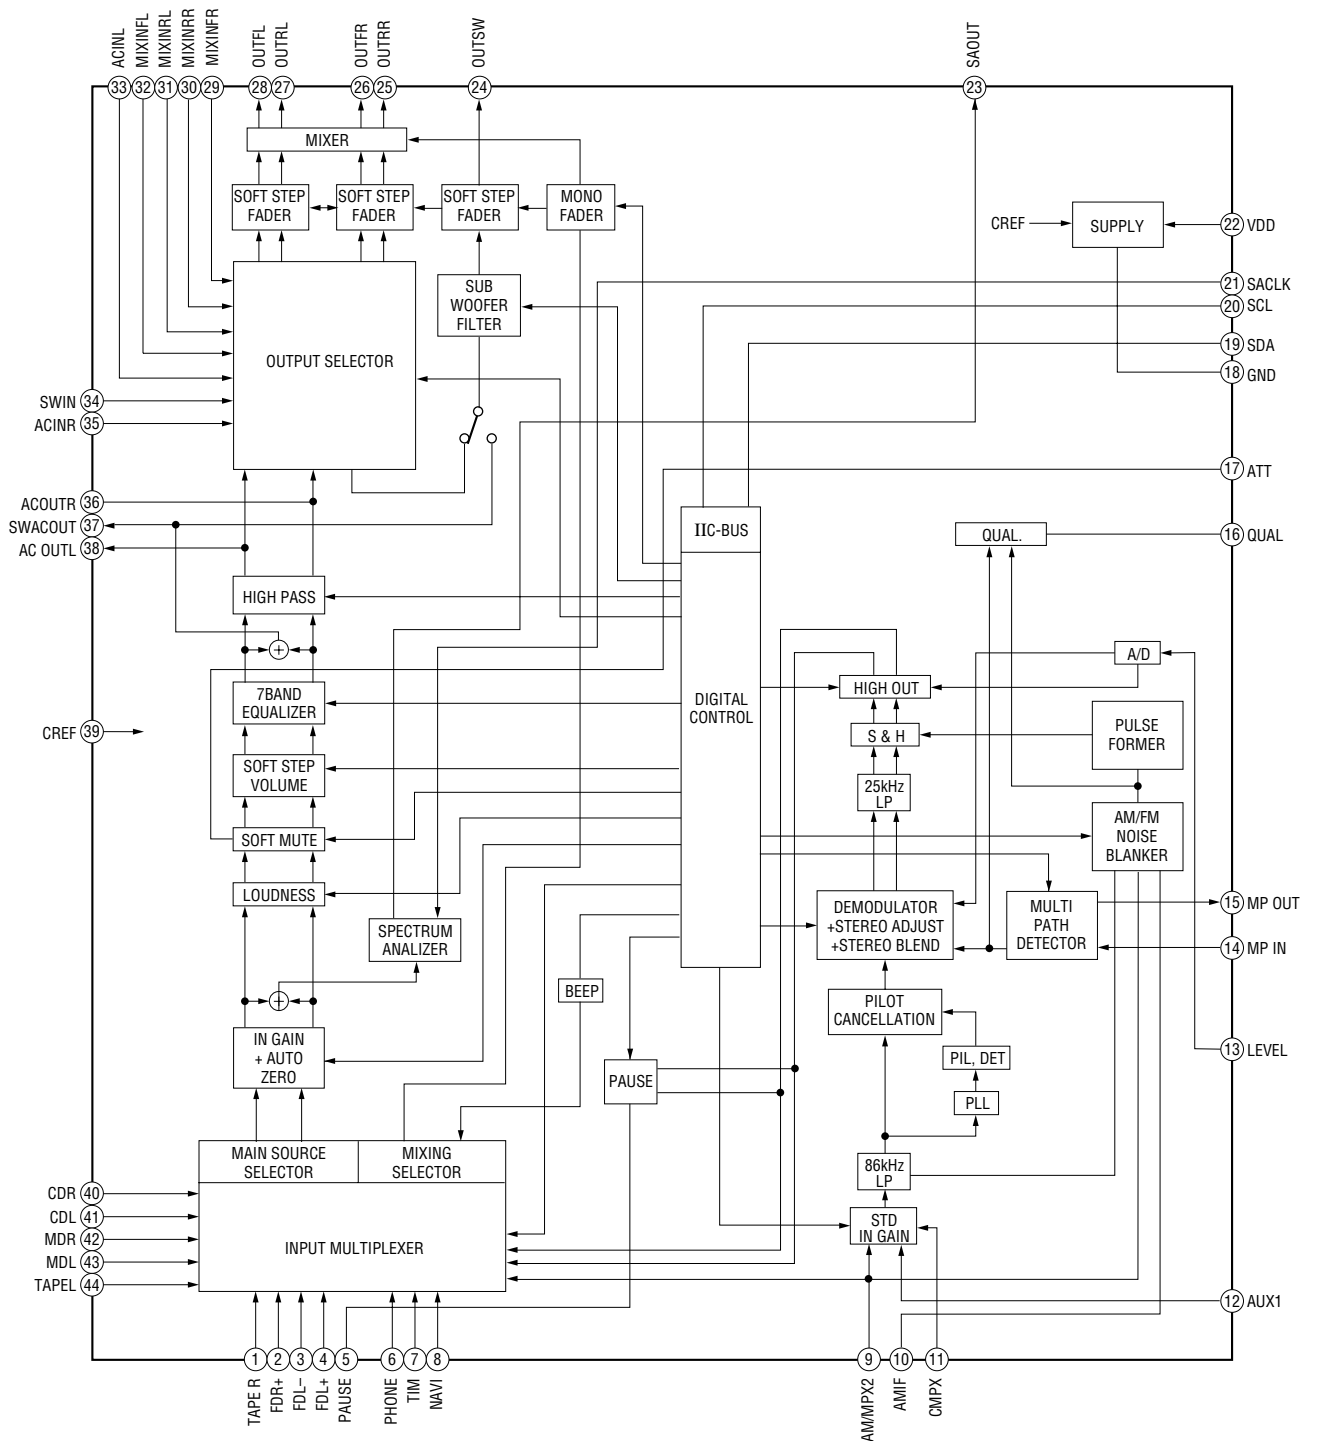 ACINL
MIXINFL
MIXINRL
MIXINRR
MIXINFR
OUTFL
OUTRL
OUTFR
OUTRR
OUTSW
SAOUT
33
32
31
30
29
28
27
26
25
24
23
MIXER
SOFT STEP
FADER
SOFT STEP
FADER
SOFT STEP
FADER
MONO
FADER
CREF
SUPPLY
22 VDD
SUB
WOOFER
FILTER
21 SACLK
20 SCL
OUTPUT SELECTOR
19 SDA
18 GND
SWIN 34
ACINR 35
17 ATT
ACOUTR 36
SWACOUT 37
AC OUTL 38
IIC-BUS
QUAL.
16 QUAL
HIGH PASS
+
A/D
7BAND
EQUALIZER
DIGITAL
CONTROL
HIGH OUT
CREF 39
S & H
PULSE
FORMER
SOFT STEP
VOLUME
25kHz
LP
AM/FM
NOISE
BLANKER
SOFT MUTE
LOUDNESS
SPECTRUM
ANALIZER
DEMODULATOR
+STEREO ADJUST
+STEREO BLEND
MULTI
PATH
DETECTOR
15 MP OUT
14 MP IN
+
BEEP
PILOT
CANCELLATION
IN GAIN
+ AUTO
ZERO
PIL, DET
13 LEVEL
PAUSE
PLL
MAIN SOURCE
SELECTOR
MIXING
SELECTOR
86kHz
LP
CDR 40
CDL 41
MDR 42
MDL 43
TAPEL 44
INPUT MULTIPLEXER
STD
IN GAIN
12 AUX1
1
2
3
4
5
6
7
8
9
10
11
TAPE R
FDR+
FDL–
FDL+
PAUSE
PHONE
TIM
NAVI
AM/MPX2
AMIF
CMPX